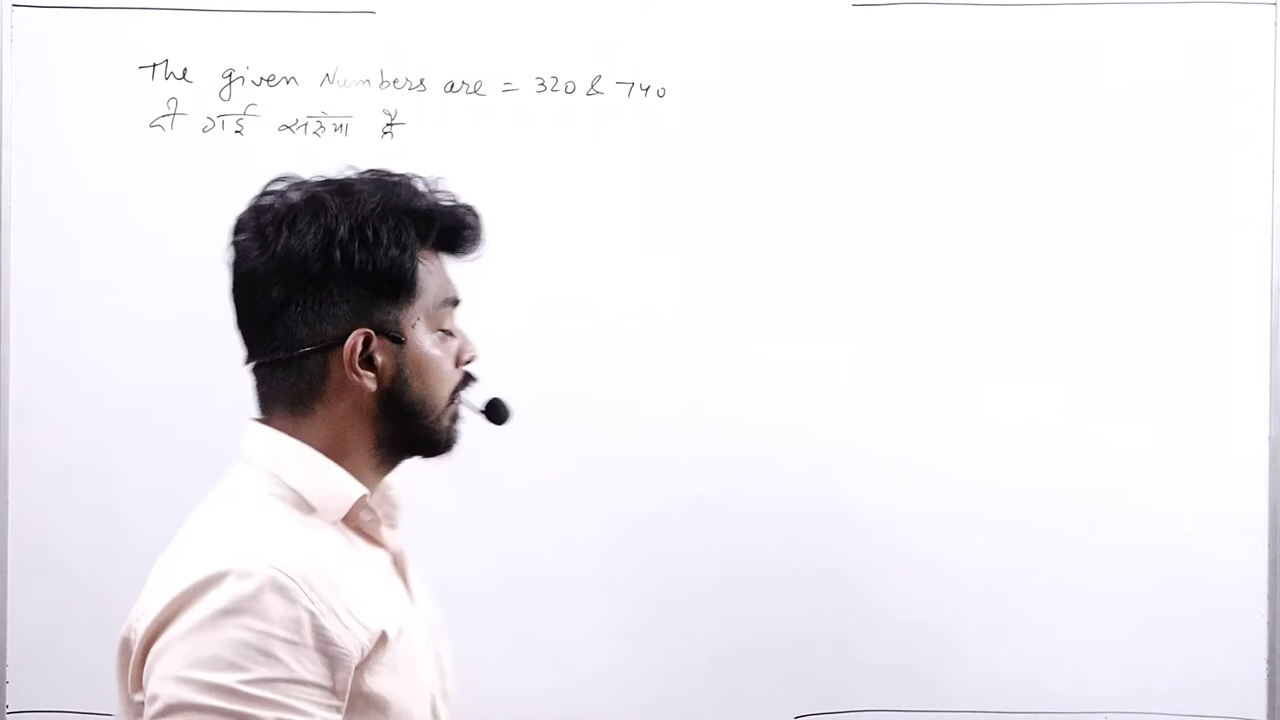 The given Numbers are = 320 & 740
दी गई संख्या है